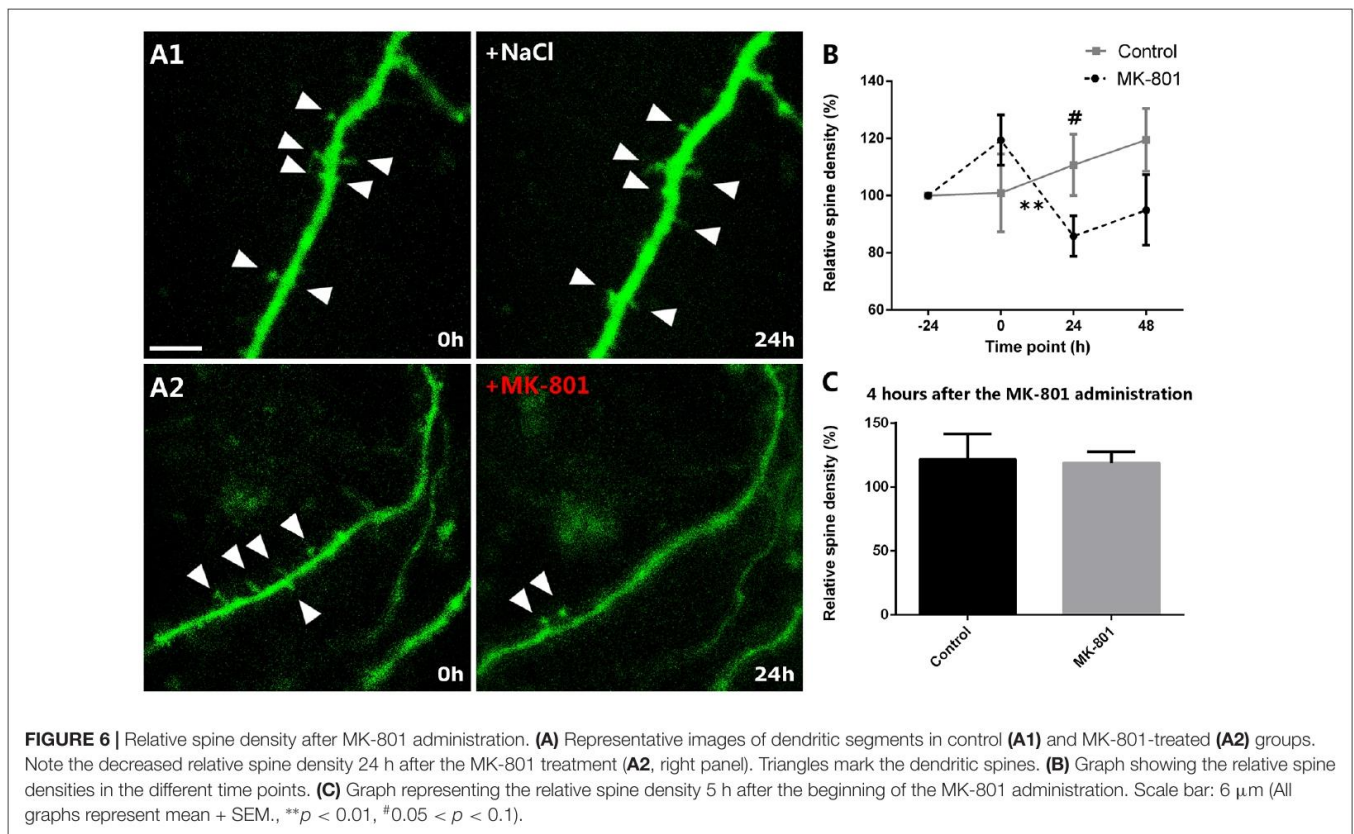 A1
+NaCl
0h
24h
A2
+MK-801
0h
24h
B
Control
MK-801
Relative spine density (%)
140
120
100
80
60
#
**
-24 0 24 48
Time point (h)
C
4 hours after the MK-801 administration
Relative spine density (%)
150
100
50
0
Control
MK-801
FIGURE 6 | Relative spine density after MK-801 administration. (A) Representative images of dendritic segments in control (A1) and MK-801-treated (A2) groups.
Note the decreased relative spine density 24 h after the MK-801 treatment (A2, right panel). Triangles mark the dendritic spines. (B) Graph showing the relative spine
densities in the different time points. (C) Graph representing the relative spine density 5 h after the beginning of the MK-801 administration. Scale bar: 6 μm (All
graphs represent mean + SEM., **p < 0.01, #0.05 < p < 0.1).